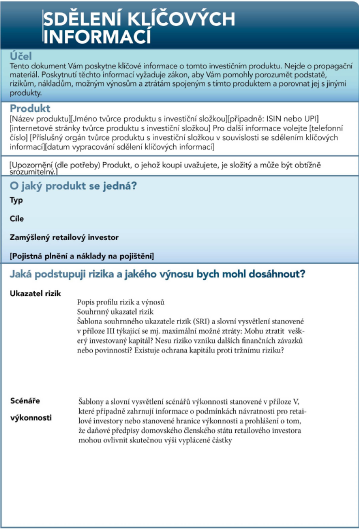 SDĚLENÍ KLÍČOVÝCH
INFORMACÍ
Účel
Tento dokument Vám poskytne klíčové informace o tomto investičním produktu. Nejde o propagační
materiál. Poskytnutí těchto informací vyžaduje zákon, aby Vám pomohly porozumět podstatě,
rizikům, nákladům, možným výnosům a ztrátám spojeným s tímto produktem a porovnat jej s jinými
produkty.
Produkt
[Název produktu][Jméno tvůrce produktu s investiční složkou][případně: ISIN nebo UPI]
[internetové stránky tvůrce produktu s investiční složkou] Pro další informace volejte [telefonní
číslo] [Příslušný orgán tvůrce produktu s investiční složkou v souvislosti se sdělením klíčových
informací][datum vypracování sdělení klíčových informací]
[Upozornění (dle potřeby) Produkt, o jehož koupi uvažujete, je složitý a může být obtížně
srozumitelný.]
O jaký produkt se jedná?
Typ
Cíle
Zamýšlený retailový investor
[Pojistná plnění a náklady na pojištění]
Jaká podstupuji rizika a jakého výnosu bych mohl dosáhnout?
Ukazatel rizik
Popis profilu rizik a výnosů
Souhrnný ukazatel rizik
Šablona souhrnného ukazatele rizik (SRI) a slovní vysvětlení stanovené
v příloze III týkající se mj. maximální možné ztráty: Mohu ztratit veš-
kerý investovaný kapitál? Nesu riziko vzniku dalších finančních závazků
nebo povinností? Existuje ochrana kapitálu proti tržnímu riziku?
Scénáře
výkonnosti
Šablony a slovní vysvětlení scénářů výkonnosti stanovené v příloze V,
které případně zahrnují informace o podmínkách návratnosti pro retai-
lové investory nebo stanovené hranice výkonnosti a prohlášení o tom,
že daňové předpisy domovského členského státu retailového investora
mohou ovlivnit skutečnou výši vyplácené částky